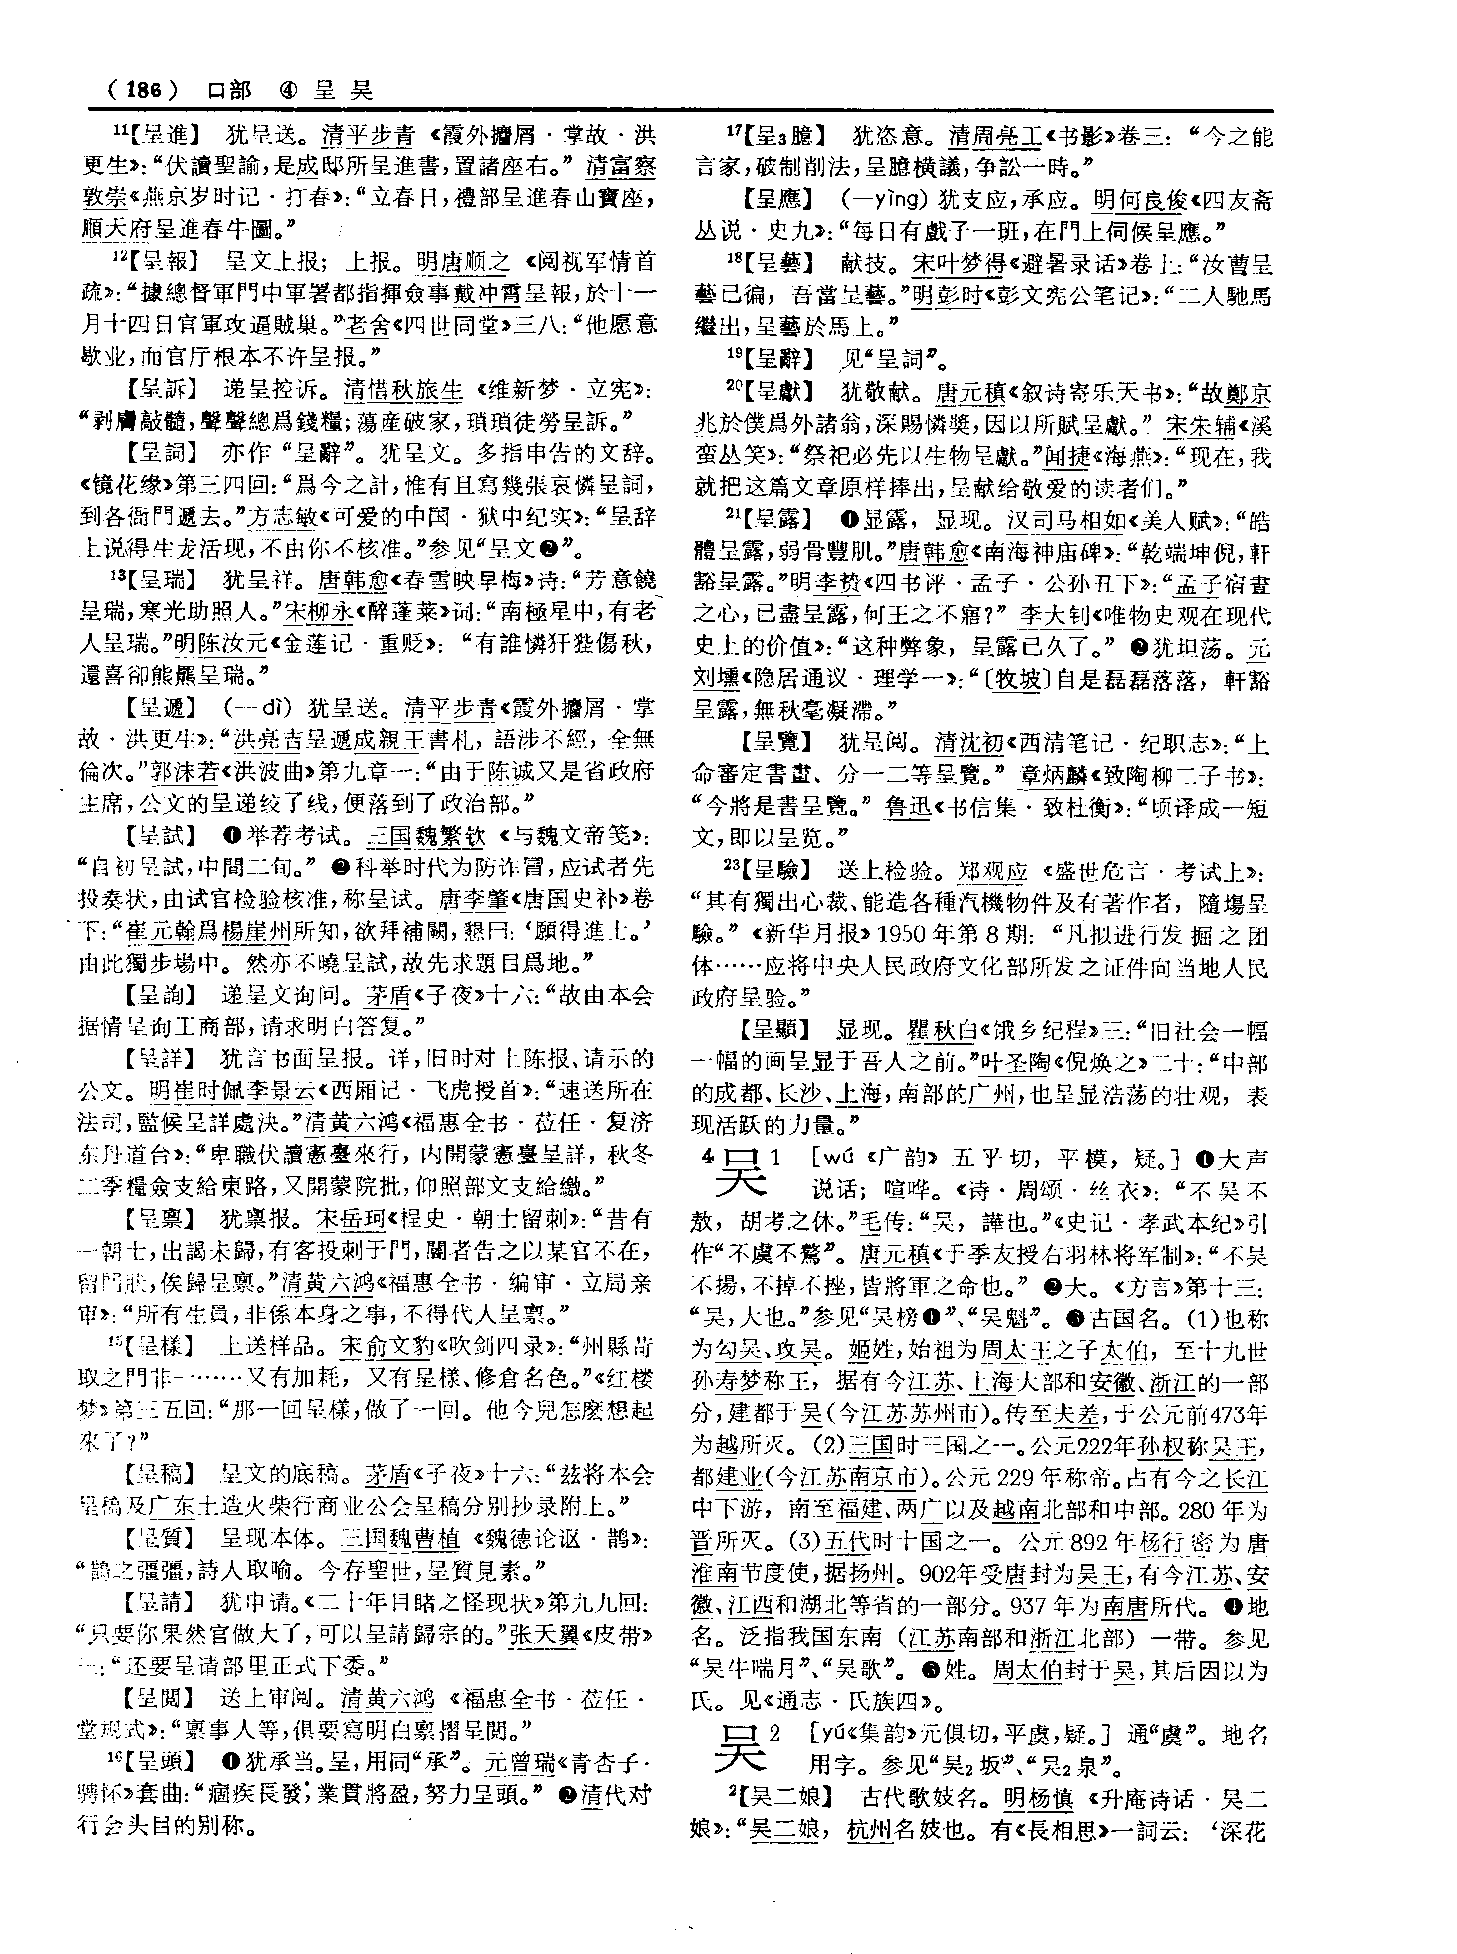 （186） 口部 ④ 呈 吴
11【呈進】 犹呈送。清平步青《霞外攟屑·掌故·洪
更生》：“伏讀聖諭，是成邸所呈進書，置諸座右。” 清富察
敦崇《燕京岁时记·打春》：“立春日，禮部呈進春山寶座，
順天府呈進春牛圖。”
12【呈報】 呈文上报；上报。明唐顺之《阅视军情首
疏》：“據總督軍門中軍署都指揮僉事戴冲霄呈報，於十一
月十四日官軍攻逼賊巢。”老舍《四世同堂》三八：“他愿意
歇业，而官厅根本不许呈报。”
【呈訴】 递呈控诉。清惜秋旅生《维新梦·立宪》：
“剥膚敲髓，聲聲總爲錢糧；蕩産破家，瑣瑣徒勞呈訴。”
【呈詞】 亦作“呈辭”。犹呈文。多指申告的文辞。
《镜花缘》第三四回：“爲今之計，惟有且寫幾張哀憐呈詞，
到各衙門遞去。”方志敏《可爱的中国·狱中纪实》：“呈辞
上说得生龙活现，不由你不核准。”参见“呈文❷”。
13【呈瑞】 犹呈祥。唐韩愈《春雪映早梅》诗：“芳意饒
呈瑞，寒光助照人。”宋柳永《醉蓬莱》词：“南極星中，有老
人呈瑞。”明陈汝元《金莲记·重贬》：“有誰憐犴狴傷秋，
還喜卻熊羆呈瑞。”
【呈遞】 （—dì）犹呈送。清平步青《霞外攟屑·掌
故·洪更生》：“洪亮吉呈遞成親王書札，語涉不經，全無
倫次。”郭沫若《洪波曲》第九章一：“由于陈诚又是省政府
主席，公文的呈递绞了线，便落到了政治部。”
【呈試】 ❶举荐考试。三国魏繁钦《与魏文帝笺》：
“自初呈試，中間二旬。” ❷科举时代为防诈冒，应试者先
投奏状，由试官检验核准，称呈试。唐李肇《唐国史补》卷
下：“崔元翰爲楊崖州所知，欲拜補闕，懇曰：‘願得進士。’
由此獨步場中。然亦不曉呈試，故先求題目爲地。”
【呈詢】 递呈文询问。茅盾《子夜》十六：“故由本会
据情呈询工商部，请求明白答复。”
【呈詳】 犹言书面呈报。详，旧时对上陈报、请示的
公文。明崔时佩李景云《西厢记·飞虎授首》：“速送所在
法司，監候呈詳處決。”清黄六鸿《福惠全书·莅任·复济
东丹道台》：“卑職伏讀憲臺來行，内開蒙憲臺呈詳，秋冬
二季糧僉支給東路，又開蒙院批，仰照部文支給繳。”
【呈禀】 犹禀报。宋岳珂《桯史·朝士留刺》：“昔有
一朝士，出謁未歸，有客投刺于門，閽者告之以某官不在，
留門狀，俟歸呈禀。”清黄六鸿《福惠全书·编审·立局亲
审》：“所有生員，非係本身之事，不得代人呈禀。”
15【呈樣】 上送样品。宋俞文豹《吹剑四录》：“州縣苛
取之門非一……又有加耗，又有呈樣、修倉名色。”《红楼
梦》第三五回：“那一回呈樣，做了一回。他今兒怎麽想起
來了？”
【呈稿】 呈文的底稿。茅盾《子夜》十六：“兹将本会
呈稿及广东土造火柴行商业公会呈稿分别抄录附上。”
【呈質】 呈现本体。三国魏曹植《魏德论讴·鹊》：
“鵲之彊彊，詩人取喻。今存聖世，呈質見素。”
【呈請】 犹申请。《二十年目睹之怪现状》第九九回：
“只要你果然官做大了，可以呈請歸宗的。”张天翼《皮带》
一：“还要呈请部里正式下委。”
【呈閲】 送上审阅。清黄六鸿《福惠全书·莅任·
堂规式》：“禀事人等，俱要寫明白禀摺呈閲。”
16【呈頭】 ❶犹承当。呈，用同“承”。元曾瑞《青杏子·
骋怀》套曲：“痼疾長發；業貫將盈，努力呈頭。” ❷清代对
行会头目的别称。
17【呈3臆】 犹恣意。清周亮工《书影》卷三：“今之能
言家，破制削法，呈臆横議，争訟一時。”
【呈應】 （—yìng）犹支应，承应。明何良俊《四友斋
丛说·史九》：“每日有戲子一班，在門上伺候呈應。”
18【呈藝】 献技。宋叶梦得《避暑录话》卷上：“汝曹呈
藝已徧，吾當呈藝。”明彭时《彭文宪公笔记》：“二人馳馬
繼出，呈藝於馬上。”
19【呈辭】 见“呈詞”。
20【呈獻】 犹敬献。唐元稹《叙诗寄乐天书》：“故鄭京
兆於僕爲外諸翁，深賜憐奬，因以所賦呈獻。” 宋朱辅《溪
蛮丛笑》：“祭祀必先以生物呈獻。”闻捷《海燕》：“现在，我
就把这篇文章原样捧出，呈献给敬爱的读者们。”
21【呈露】 ❶显露，显现。汉司马相如《美人赋》：“皓
體呈露，弱骨豐肌。”唐韩愈《南海神庙碑》：“乾端坤倪，軒
豁呈露。”明李贽《四书评·孟子·公孙丑下》：“孟子宿晝
之心，已盡呈露，何王之不寤？” 李大钊《唯物史观在现代
史上的价值》：“这种弊象，呈露已久了。” ❷犹坦荡。元
刘壎《隐居通议·理学一》：“〔牧坡〕自是磊磊落落，軒豁
呈露，無秋毫凝滯。”
【呈覽】 犹呈阅。清沈初《西清笔记·纪职志》：“上
命審定書畫、分一二等呈覽。” 章炳麟《致陶柳二子书》：
“今將是書呈覽。” 鲁迅《书信集·致杜衡》：“顷译成一短
文，即以呈览。”
23【呈驗】 送上检验。郑观应《盛世危言·考试上》：
“其有獨出心裁、能造各種汽機物件及有著作者，隨塲呈
驗。”《新华月报》1950年第8期：“凡拟进行发掘之团
体……应将中央人民政府文化部所发之证件向当地人民
政府呈验。”
【呈顯】 显现。瞿秋白《饿乡纪程》三：“旧社会一幅
一幅的画呈显于吾人之前。”叶圣陶《倪焕之》二十：“中部
的成都、长沙、上海，南部的广州，也呈显浩荡的壮观，表
现活跃的力量。”
4吴1 ［wú《广韵》五乎切，平模，疑。］❶大声
说话；喧哗。《诗·周颂·丝衣》：“不吴不
敖，胡考之休。”毛传：“吴，譁也。”《史记·孝武本纪》引
作“不虞不驁”。唐元稹《于季友授右羽林将军制》：“不吴
不揚，不掉不挫，皆將軍之命也。” ❷大。《方言》第十三：
“吴，大也。”参见“吴榜❶”、“吴魁”。❸古国名。(1)也称
为勾吴、攻吴。姬姓，始祖为周太王之子太伯，至十九世
孙寿梦称王，据有今江苏、上海大部和安徽、浙江的一部
分，建都于吴(今江苏苏州市)。传至夫差，于公元前473年
为越所灭。(2)三国时三国之一。公元222年孙权称吴王，
都建业(今江苏南京市)。公元229年称帝。占有今之长江
中下游，南至福建、两广以及越南北部和中部。280年为
晋所灭。(3)五代时十国之一。公元892年杨行密为唐
淮南节度使，据扬州。902年受唐封为吴王，有今江苏、安
徽、江西和湖北等省的一部分。937年为南唐所代。❹地
名。泛指我国东南（江苏南部和浙江北部）一带。参见
“吴牛喘月”、“吴歌”。❺姓。周太伯封于吴，其后因以为
氏。见《通志·氏族四》。
吴2 ［yú《集韵》元俱切，平虞，疑。］通“虞”。地名
用字。参见“吴2坂”、“吴2泉”。
2【吴二娘】 古代歌妓名。明杨慎《升庵诗话·吴二
娘》：“吴二娘，杭州名妓也。有《長相思》一詞云：‘深花